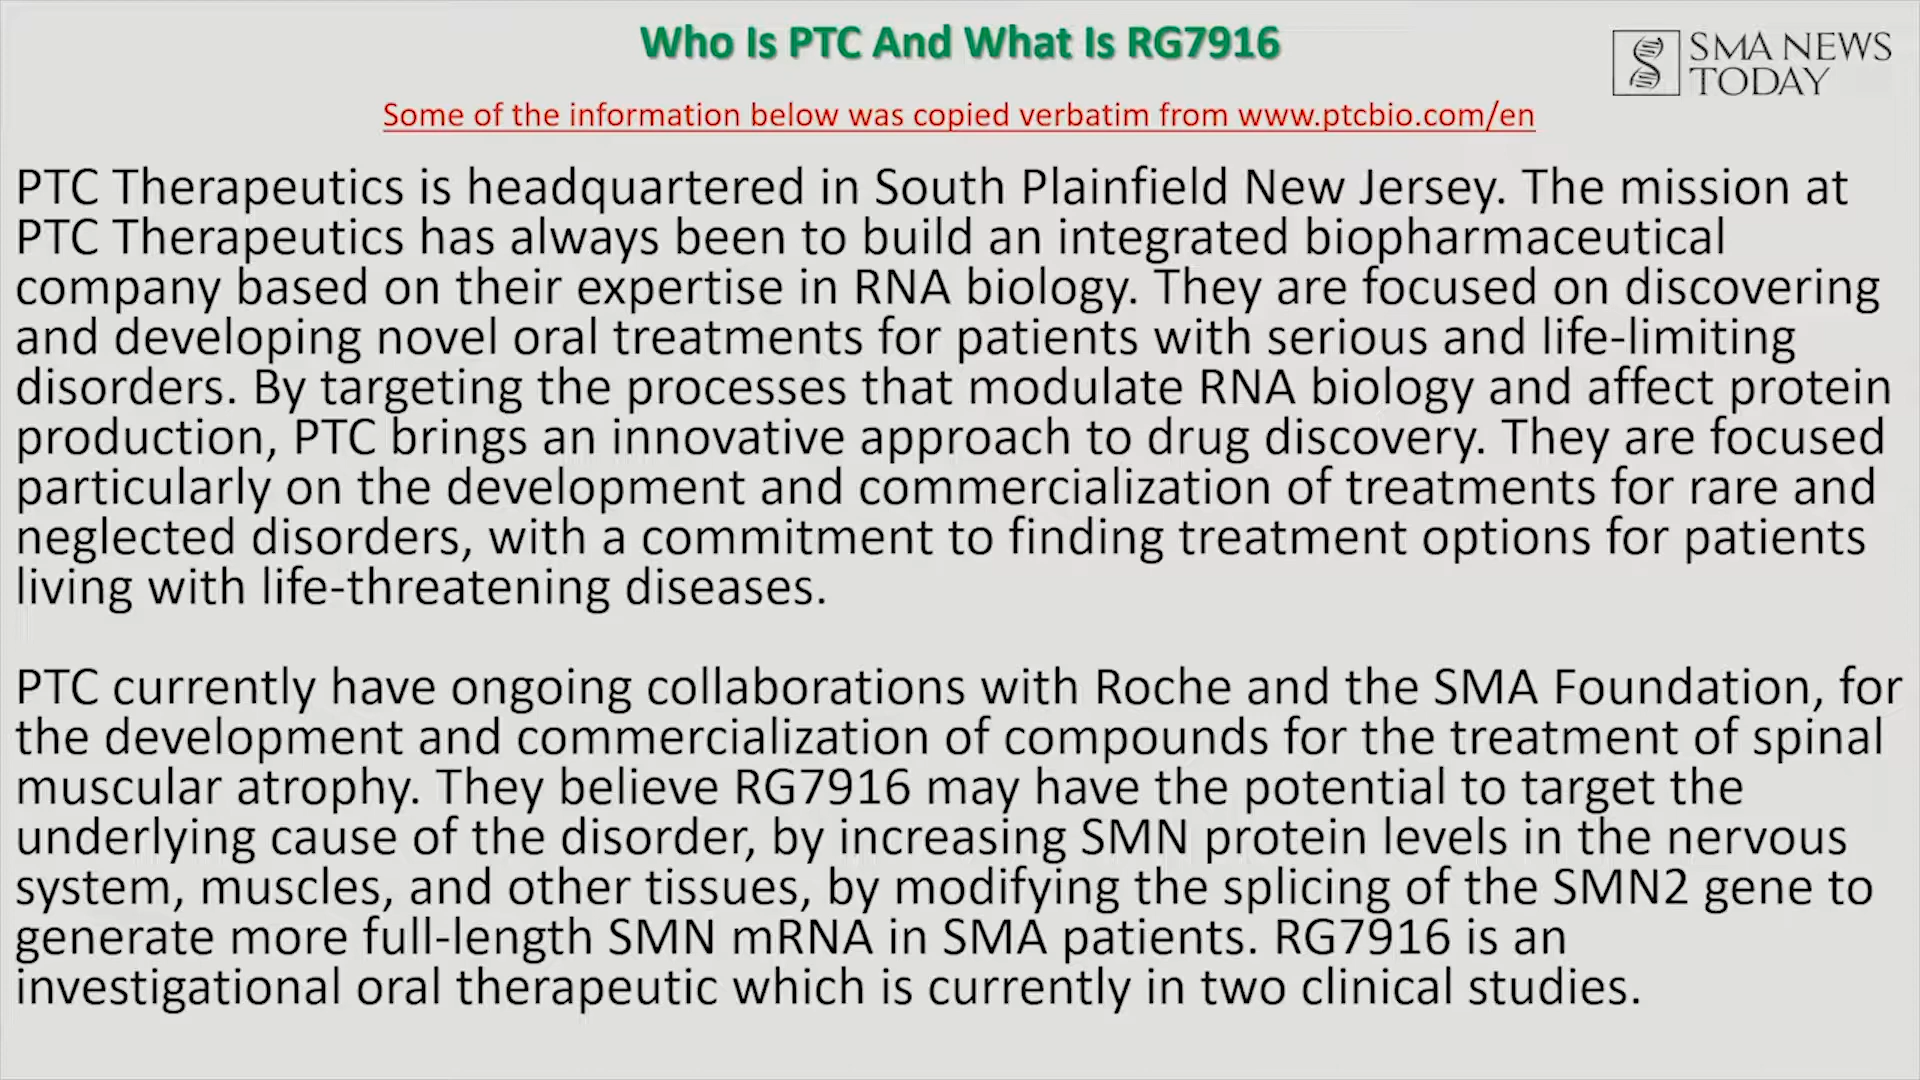 Who Is PTC And What Is RG7916
SMA NEWS
TODAY
Some of the information below was copied verbatim from www.ptcbio.com/en
PTC Therapeutics is headquartered in South Plainfield New Jersey. The mission at
PTC Therapeutics has always been to build an integrated biopharmaceutical
company based on their expertise in RNA biology. They are focused on discovering
and developing novel oral treatments for patients with serious and life-limiting
disorders. By targeting the processes that modulate RNA biology and affect protein
production, PTC brings an innovative approach to drug discovery. They are focused
particularly on the development and commercialization of treatments for rare and
neglected disorders, with a commitment to finding treatment options for patients
living with life-threatening diseases.
PTC currently have ongoing collaborations with Roche and the SMA Foundation, for
the development and commercialization of compounds for the treatment of spinal
muscular atrophy. They believe RG7916 may have the potential to target the
underlying cause of the disorder, by increasing SMN protein levels in the nervous
system, muscles, and other tissues, by modifying the splicing of the SMN2 gene to
generate more full-length SMN mRNA in SMA patients. RG7916 is an
investigational oral therapeutic which is currently in two clinical studies.